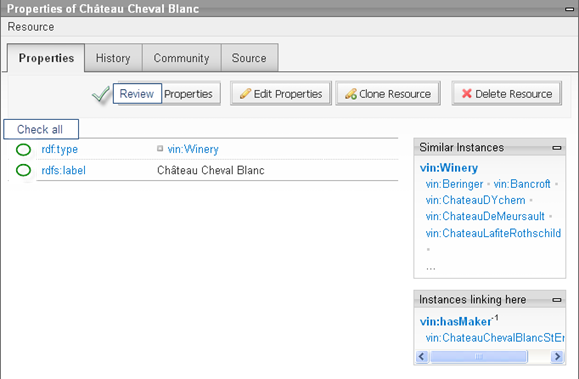 Properties of Château Cheval Blanc
Resource
Properties History Community Source
Review Properties Edit Properties Clone Resource Delete Resource
Check all
rdf:type vin:Winery
rdfs:label Château Cheval Blanc
Similar Instances
vin:Winery
vin:Beringer vin:Bancroft
vin:ChateauDYchem
vin:ChateauDeMeursault
vin:ChateauLafiteRothschild
...
Instances linking here
vin:hasMaker-1
vin:ChateauChevalBlancStEr